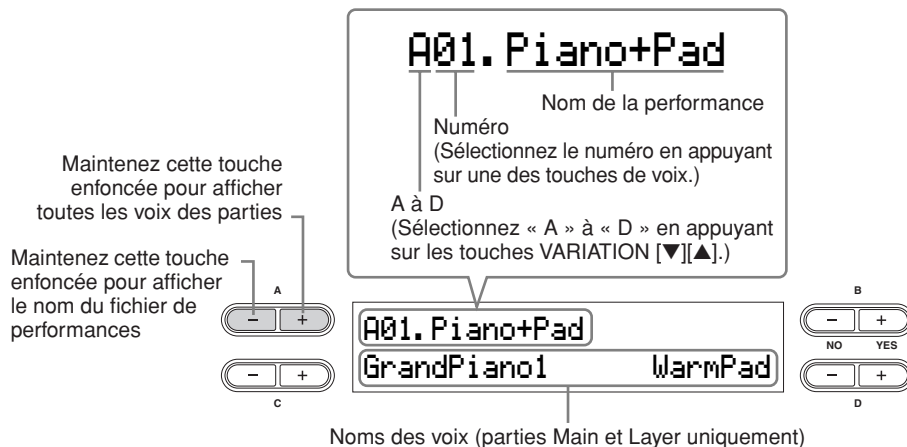 A01.Piano+Pad
Nom de la performance
Numéro
(Sélectionnez le numéro en appuyant
sur une des touches de voix.)
A à D
(Sélectionnez « A » à « D » en appuyant
sur les touches VARIATION [▼][▲].)
Maintenez cette touche
enfoncée pour afficher
toutes les voix des parties
Maintenez cette touche
enfoncée pour afficher
le nom du fichier de
performances
A
− +
C
− +
A01.Piano+Pad
GrandPiano1 WarmPad
B
− +
NO YES
− +
D
Noms des voix (parties Main et Layer uniquement)